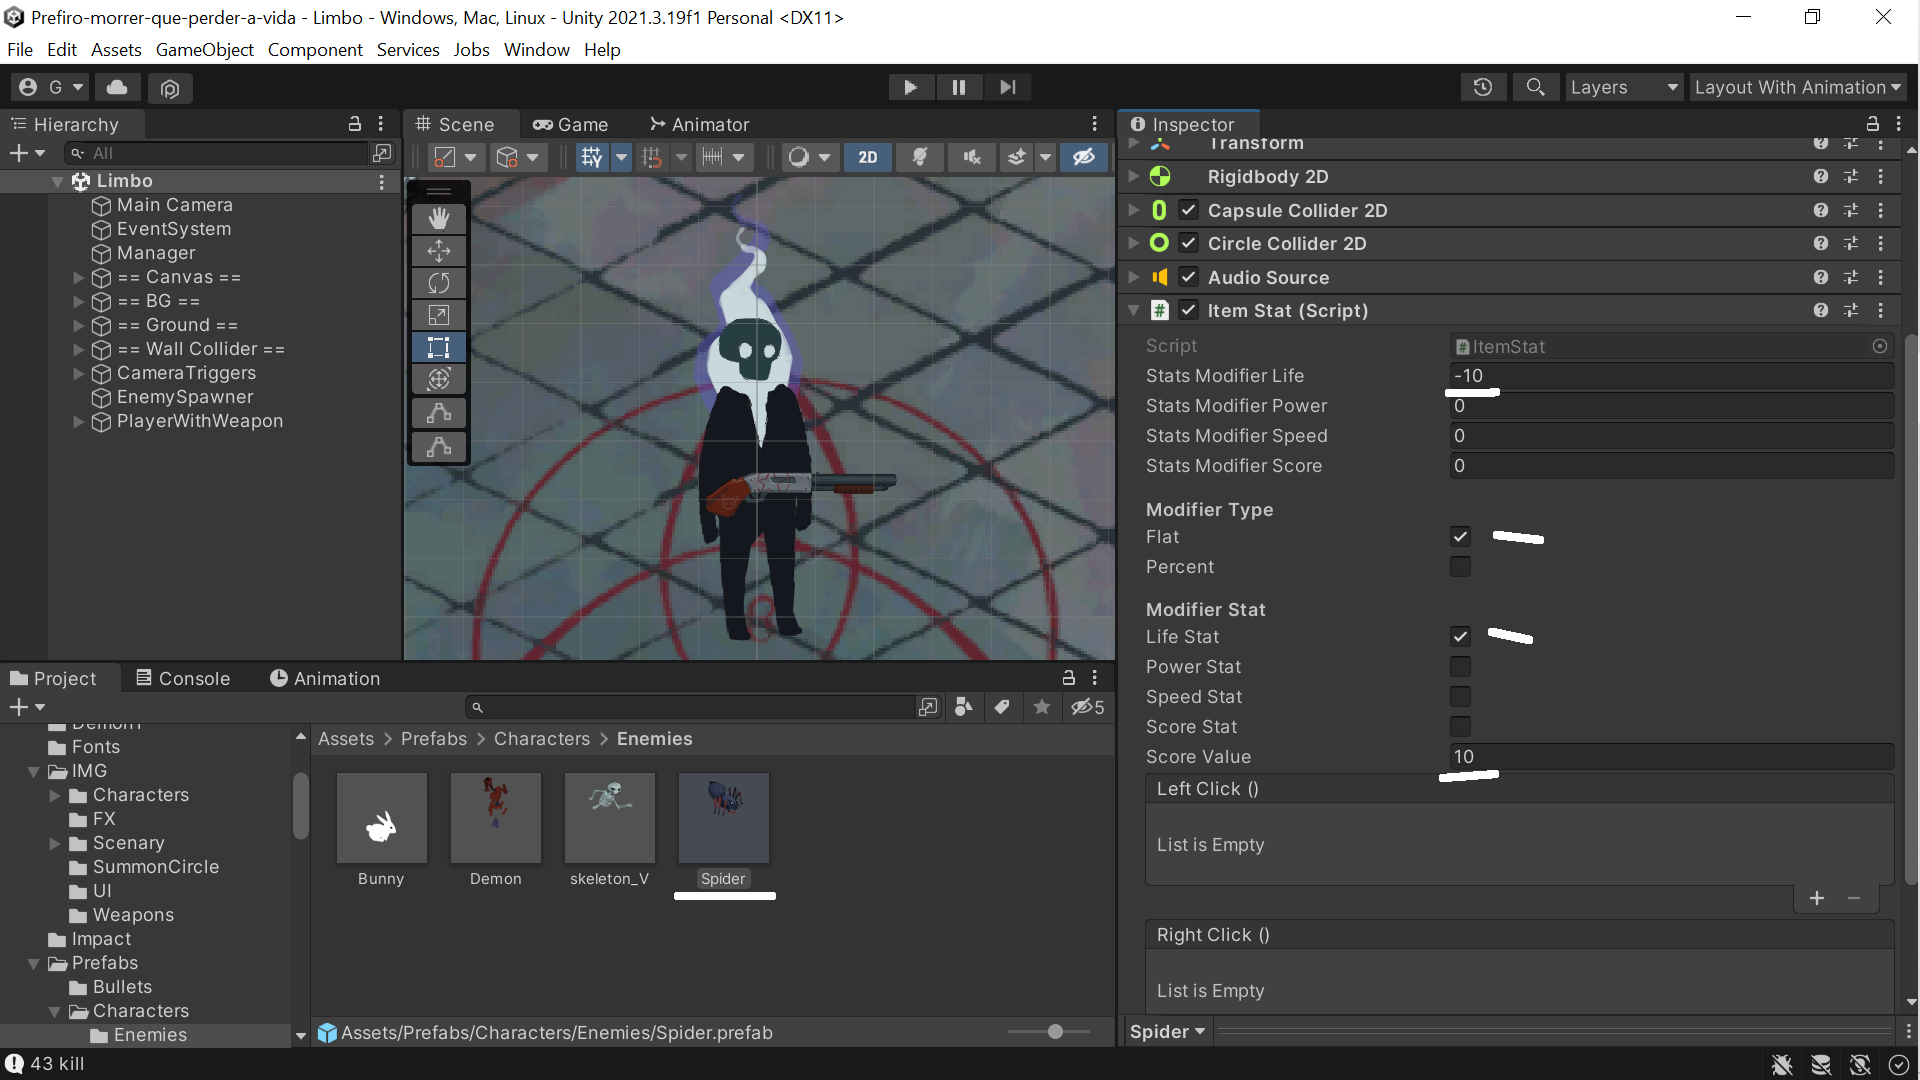 Prefiro-morrer-que-perder-a-vida - Limbo - Windows, Mac, Linux - Unity 2021.3.19f1 Personal <DX11>
File Edit Assets GameObject Component Services Jobs Window Help
G
Layers
Layout With Animation
Hierarchy
All
Limbo
Main Camera
EventSystem
Manager
== Canvas ==
== BG ==
== Ground ==
== Wall Collider ==
CameraTriggers
EnemySpawner
PlayerWithWeapon
Scene
Game
Animator
2D
Inspector
Transform
Rigidbody 2D
Capsule Collider 2D
Circle Collider 2D
Audio Source
Item Stat (Script)
Script ItemStat
Stats Modifier Life -10
Stats Modifier Power 0
Stats Modifier Speed 0
Stats Modifier Score 0
Modifier Type
Flat
Percent
Modifier Stat
Life Stat
Power Stat
Speed Stat
Score Stat
Score Value 10
Left Click ()
List is Empty
Right Click ()
List is Empty
Spider
Project
Console
Animation
5
Demon1
Fonts
IMG
Characters
FX
Scenary
SummonCircle
UI
Weapons
Impact
Prefabs
Bullets
Characters
Enemies
Assets > Prefabs > Characters > Enemies
Bunny
Demon
skeleton_V
Spider
Assets/Prefabs/Characters/Enemies/Spider.prefab
43 kill